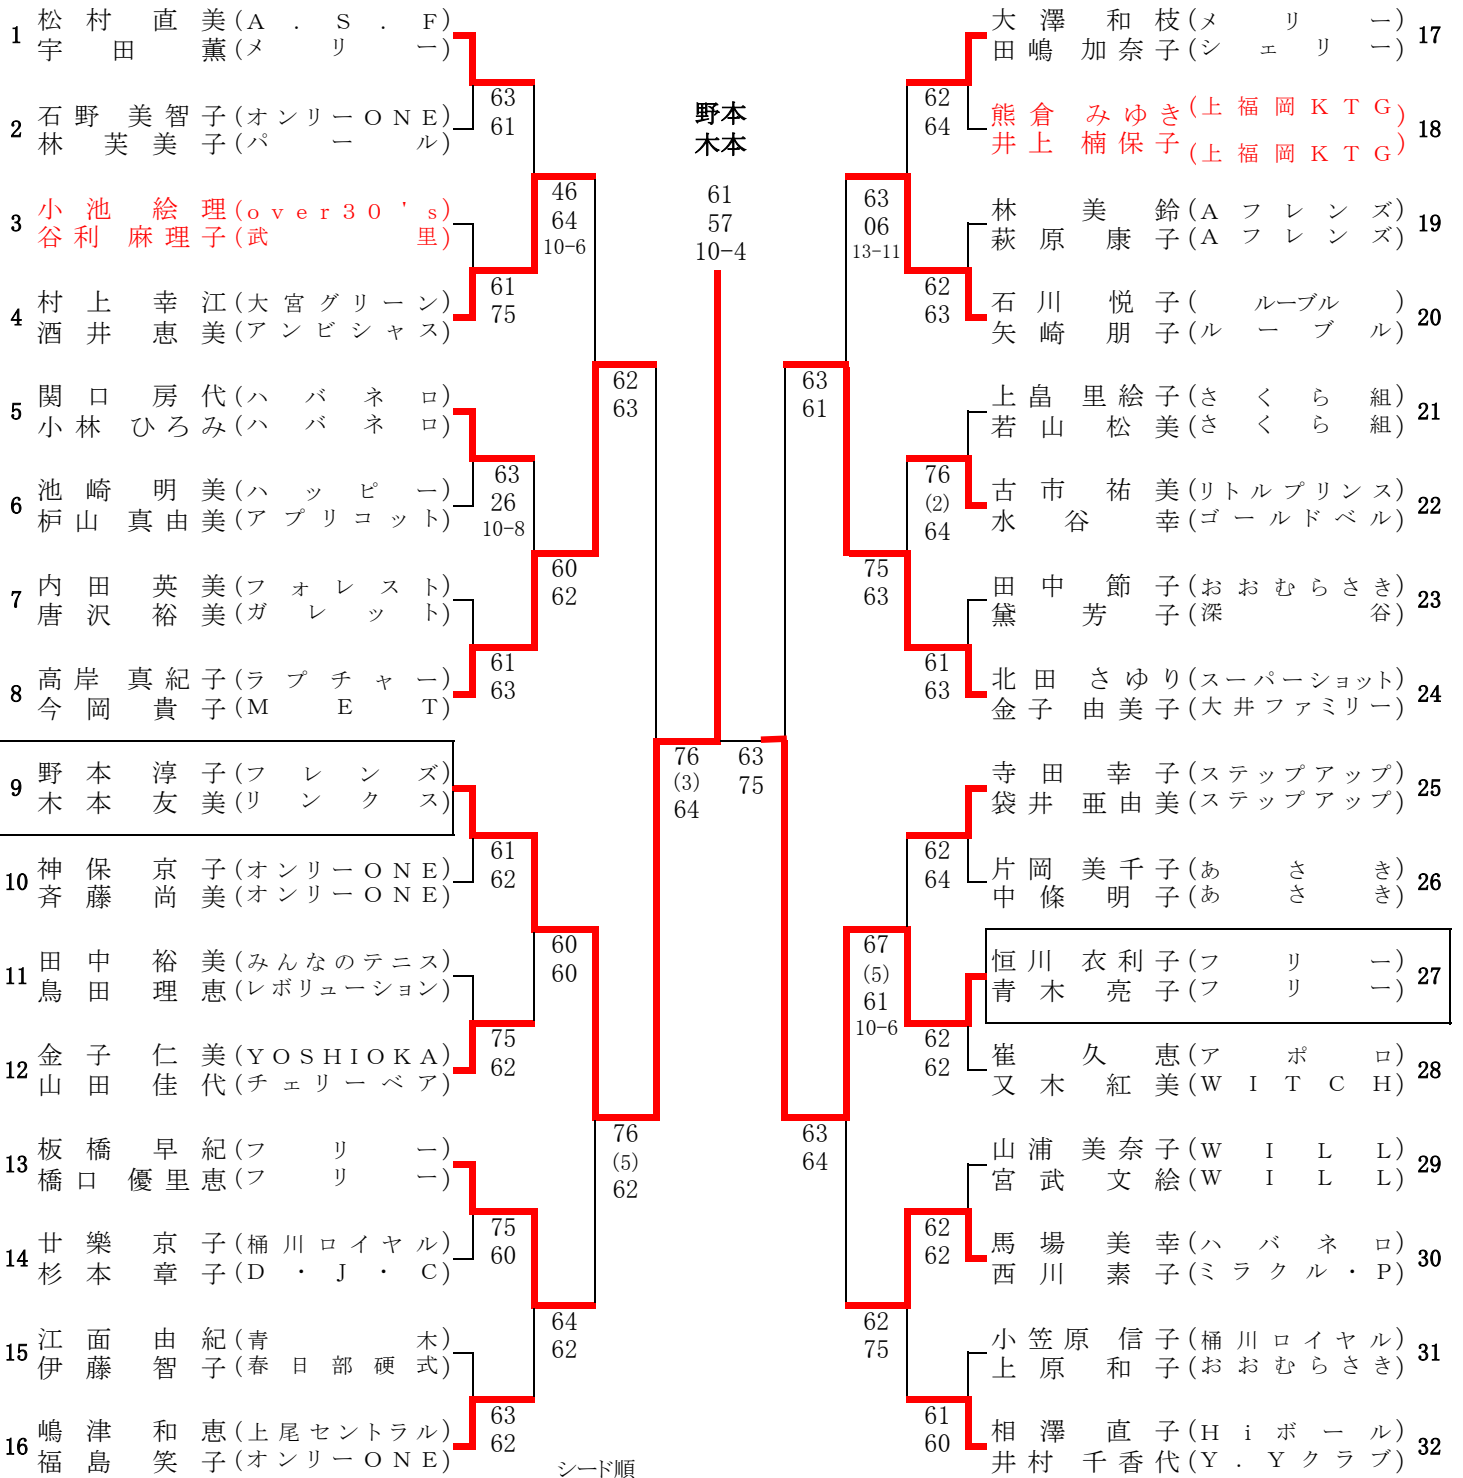 1 松村 直美 (A.S.F)
宇田 薫 (メリー)
2 石野 美智子 (オンリーONE)
林 芙美子 (パール)
3 小池 絵理 (over30's)
谷利 麻理子 (武里)
4 村上 幸江 (大宮グリーン)
酒井 恵美 (アンビシャス)
5 関口 房代 (ハバネロ)
小林 ひろみ (ハバネロ)
6 池崎 明美 (ハッピー)
枦山 真由美 (アプリコット)
7 内田 英美 (フォレスト)
唐沢 裕美 (ガレット)
8 高岸 真紀子 (ラプチャー)
今岡 貴子 (MET)
9 野本 淳子 (フレンズ)
木本 友美 (リンクス)
10 神保 京子 (オンリーONE)
斉藤 尚美 (オンリーONE)
11 田中 裕美 (みんなのテニス)
鳥田 理恵 (レボリューション)
12 金子 仁美 (YOSHIOKA)
山田 佳代 (チェリーベア)
13 板橋 早紀 (フリー)
橋口 優里恵 (フリー)
14 廿樂 京子 (桶川ロイヤル)
杉本 章子 (D・J・C)
15 江面 由紀 (青木)
伊藤 智子 (春日部硬式)
16 嶋津 和恵 (上尾セントラル)
福島 笑子 (オンリーONE)
63
61
61
75
63
26
10-8
61
63
61
62
75
62
75
60
63
62
46
64
10-6
60
62
60
60
64
62
62
63
76
(5)
62
76
(3)
64
野本
木本
61
57
10-4
63
75
63
61
63
64
63
06
13-11
75
63
67
(5)
61
10-6
62
75
62
64
62
63
76
(2)
64
61
63
62
64
62
62
62
62
61
60
大澤 和枝 (メリー) 17
田嶋 加奈子 (シェリー)
熊倉 みゆき (上福岡KTG) 18
井上 楠保子 (上福岡KTG)
林 美鈴 (Aフレンズ) 19
萩原 康子 (Aフレンズ)
石川 悦子 (ルーブル) 20
矢崎 朋子 (ルーブル)
上畠 里絵子 (さくら組) 21
若山 松美 (さくら組)
古市 祐美 (リトルプリンス) 22
水谷 幸 (ゴールドベル)
田中 節子 (おおむらさき) 23
黛 芳子 (深谷)
北田 さゆり (スーパーショット) 24
金子 由美子 (大井ファミリー)
寺田 幸子 (ステップアップ) 25
袋井 亜由美 (ステップアップ)
片岡 美千子 (あさき) 26
中條 明子 (あさき)
恒川 衣利子 (フリー) 27
青木 亮子 (フリー)
崔 久恵 (アポロ) 28
又木 紅美 (WITCH)
山浦 美奈子 (WILL) 29
宮武 文絵 (WILL)
馬場 美幸 (ハバネロ) 30
西川 素子 (ミラクル・P)
小笠原 信子 (桶川ロイヤル) 31
上原 和子 (おおむらさき)
相澤 直子 (Hiボール) 32
井村 千香代 (Y.Yクラブ)
シード順